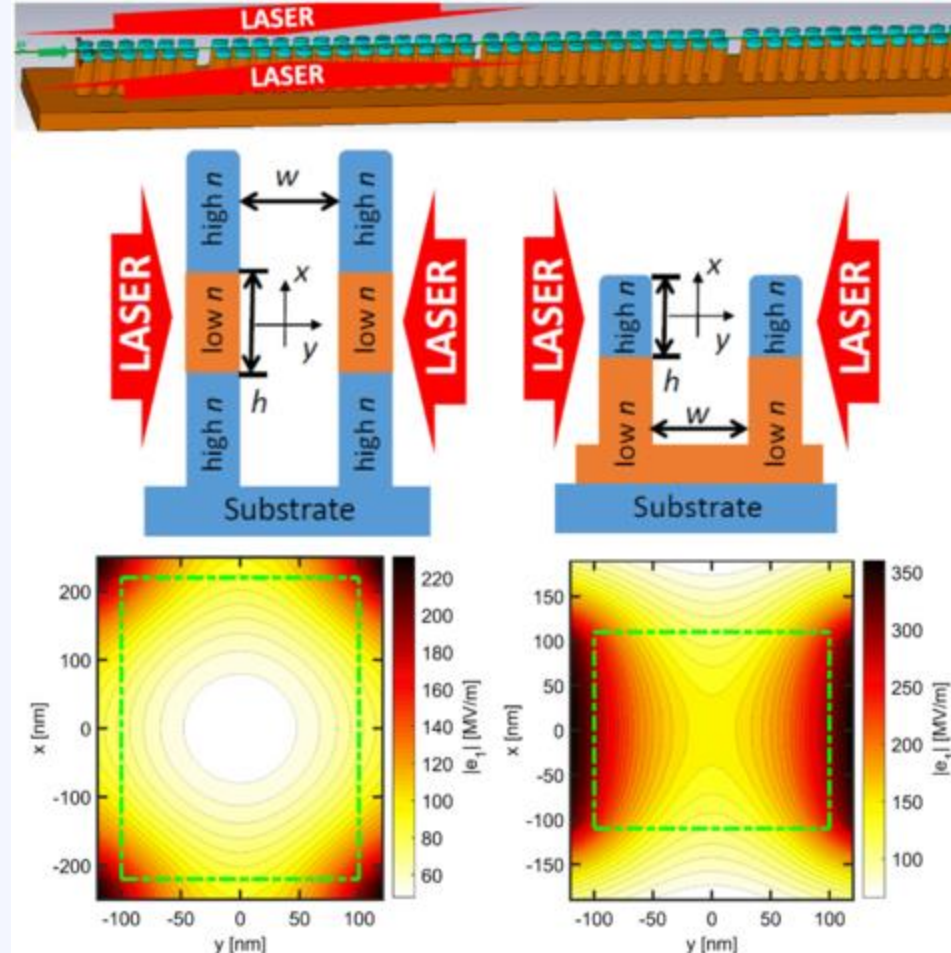 LASER
LASER
high n
w
high n
LASER
low n
x
y
h
low n
LASER
high n
high n
Substrate
LASER
high n
x
y
h
high n
LASER
low n
w
low n
Substrate
200
100
0
-100
-200
x [nm]
-100 -50 0 50 100
y [nm]
220
200
180
160
140
120
100
80
60
|e₁| [MV/m]
150
100
50
0
-50
-100
-150
x [nm]
-100 -50 0 50 100
y [nm]
350
300
250
200
150
100
|e₁| [MV/m]